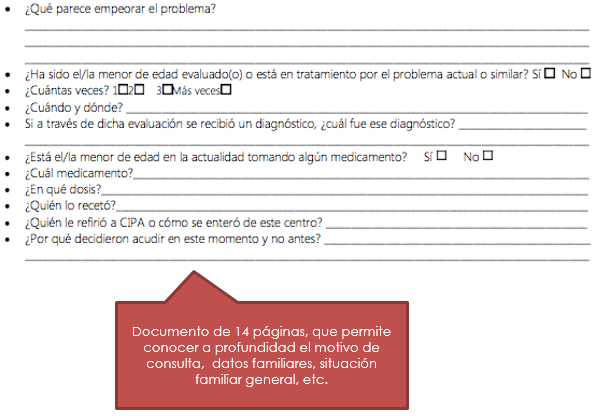 • ¿Qué parece empeorar el problema?
• ¿Ha sido el/la menor de edad evaluado(o) o está en tratamiento por el problema actual o similar? Sí □ No □
• ¿Cuántas veces? 1□2□ 3□Más veces□
• ¿Cuándo y dónde? ____
• Si a través de dicha evaluación se recibió un diagnóstico, ¿cuál fue ese diagnóstico? ____
• ¿Está el/la menor de edad en la actualidad tomando algún medicamento? Sí □ No □
• ¿Cuál medicamento?____
• ¿En qué dosis?____
• ¿Quién lo recetó?____
• ¿Quién le refirió a CIPA o cómo se enteró de este centro? ____
• ¿Por qué decidieron acudir en este momento y no antes? ____
Documento de 14 páginas, que permite
conocer a profundidad el motivo de
consulta, datos familiares, situación
familiar general, etc.